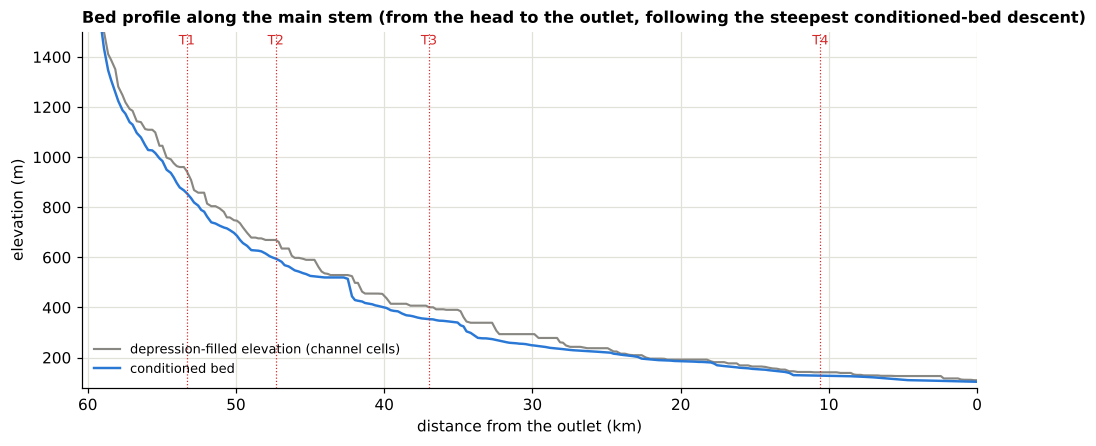 Bed profile along the main stem (from the head to the outlet, following the steepest conditioned-bed descent)
T1 T2 T3 T4
1400
1200
1000
800
600
400
200
elevation (m)
depression-filled elevation (channel cells)
conditioned bed
60 50 40 30 20 10 0
distance from the outlet (km)